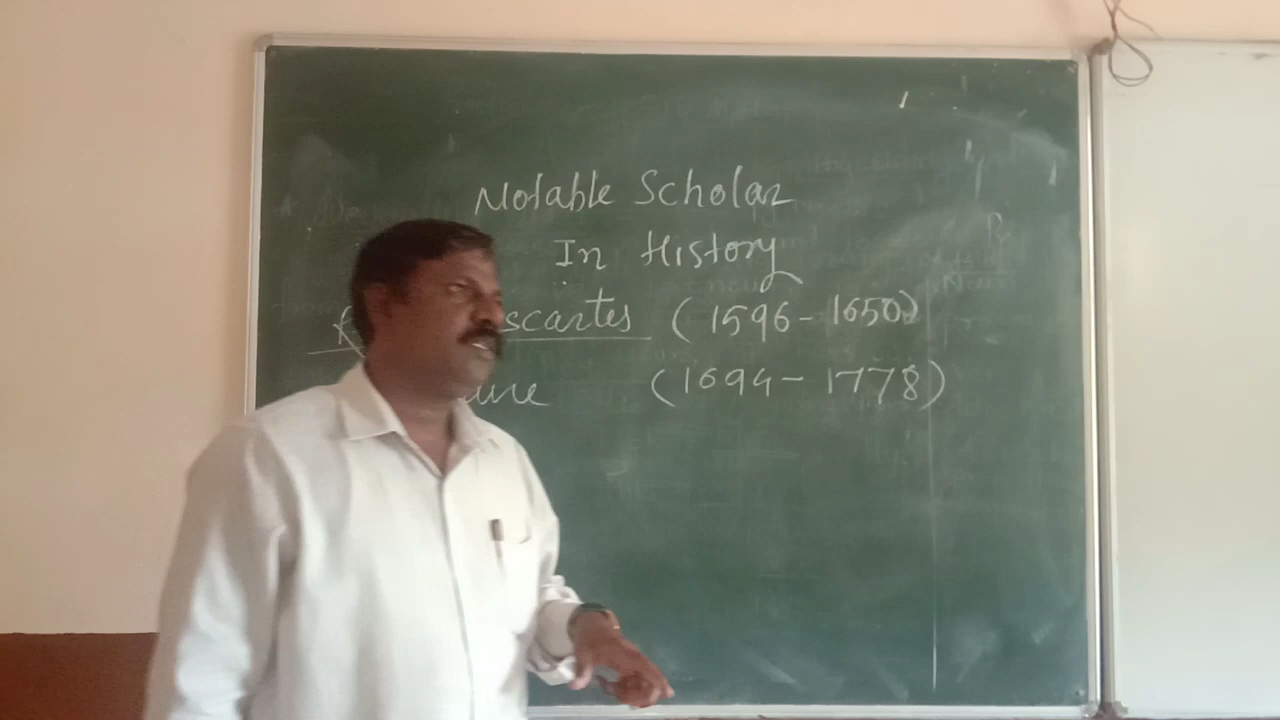 Notable Scholar
In History
scartes (1596-1650)
(1694-1778)